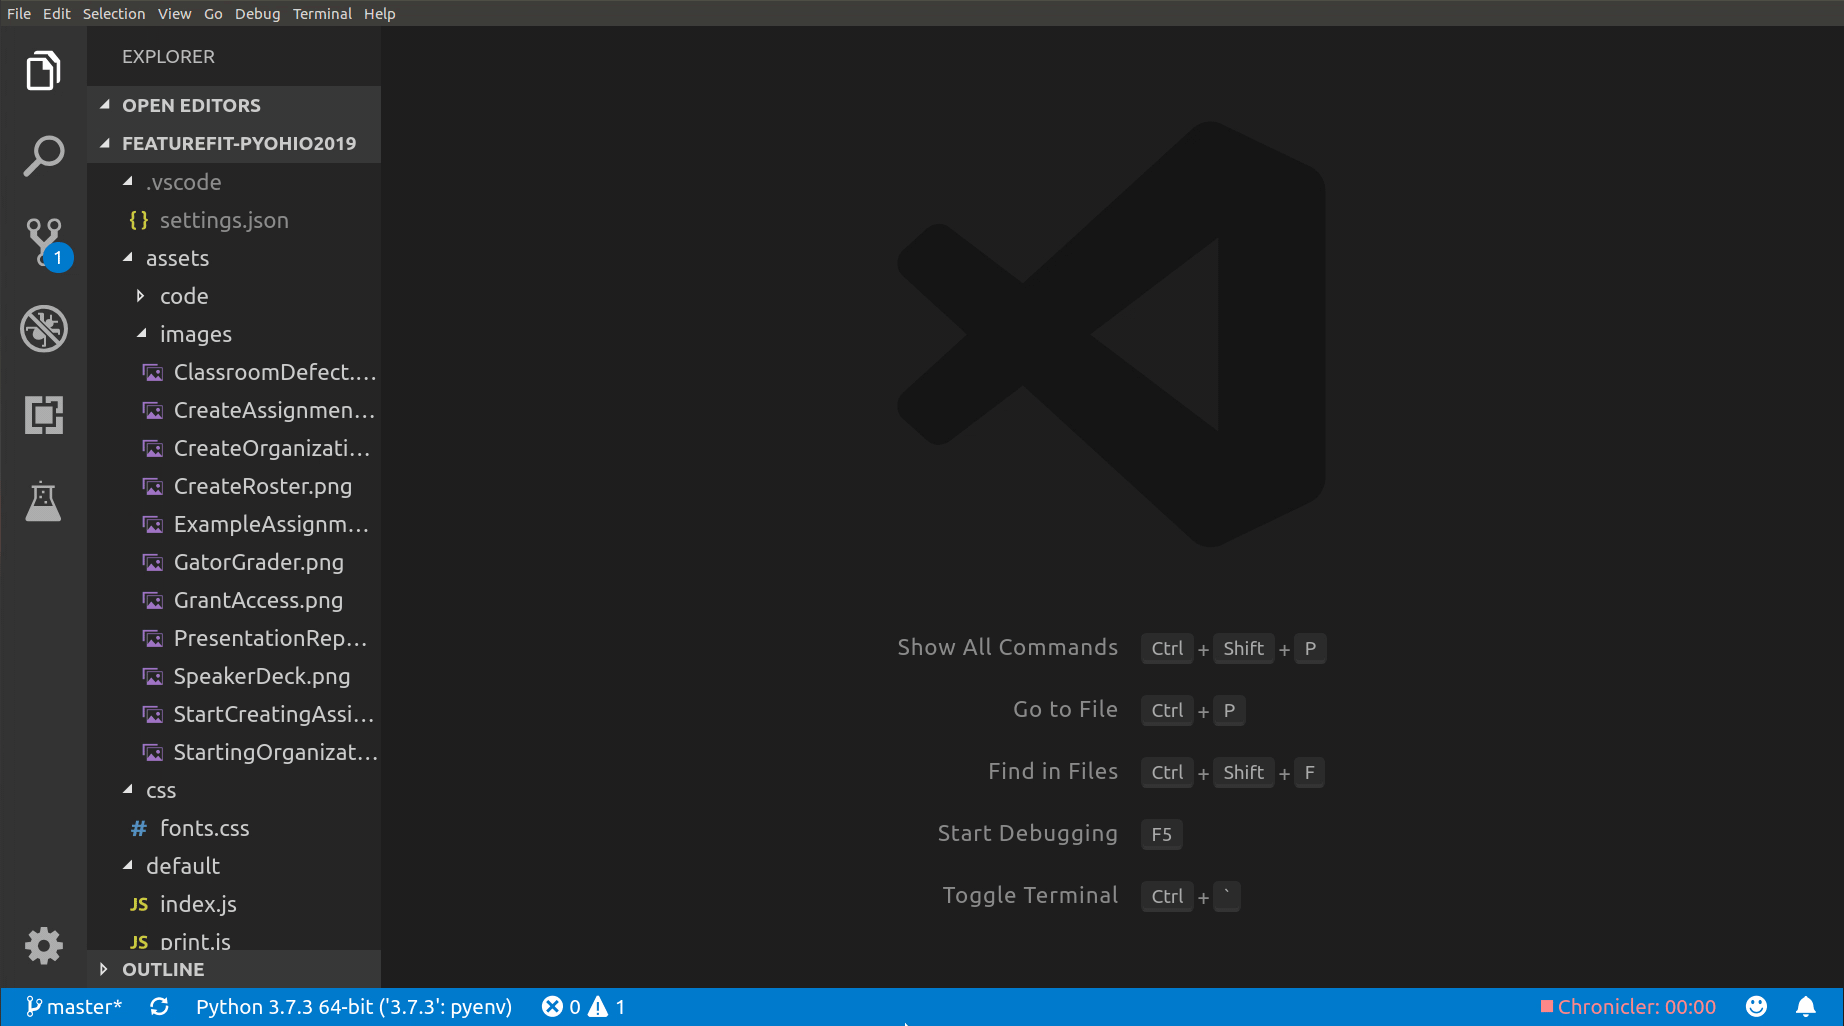 File Edit Selection View Go Debug Terminal Help
EXPLORER
OPEN EDITORS
FEATUREFIT-PYOHIO2019
.vscode
{} settings.json
assets
code
images
ClassroomDefect....
CreateAssignmen...
CreateOrganizati...
CreateRoster.png
ExampleAssignm...
GatorGrader.png
GrantAccess.png
PresentationRep...
SpeakerDeck.png
StartCreatingAssi...
StartingOrganizat...
css
# fonts.css
default
JS index.js
JS print.js
OUTLINE
1
Show All Commands Ctrl + Shift + P
Go to File Ctrl + P
Find in Files Ctrl + Shift + F
Start Debugging F5
Toggle Terminal Ctrl + `
master* Python 3.7.3 64-bit ('3.7.3': pyenv) 0 1 Chronicler: 00:00